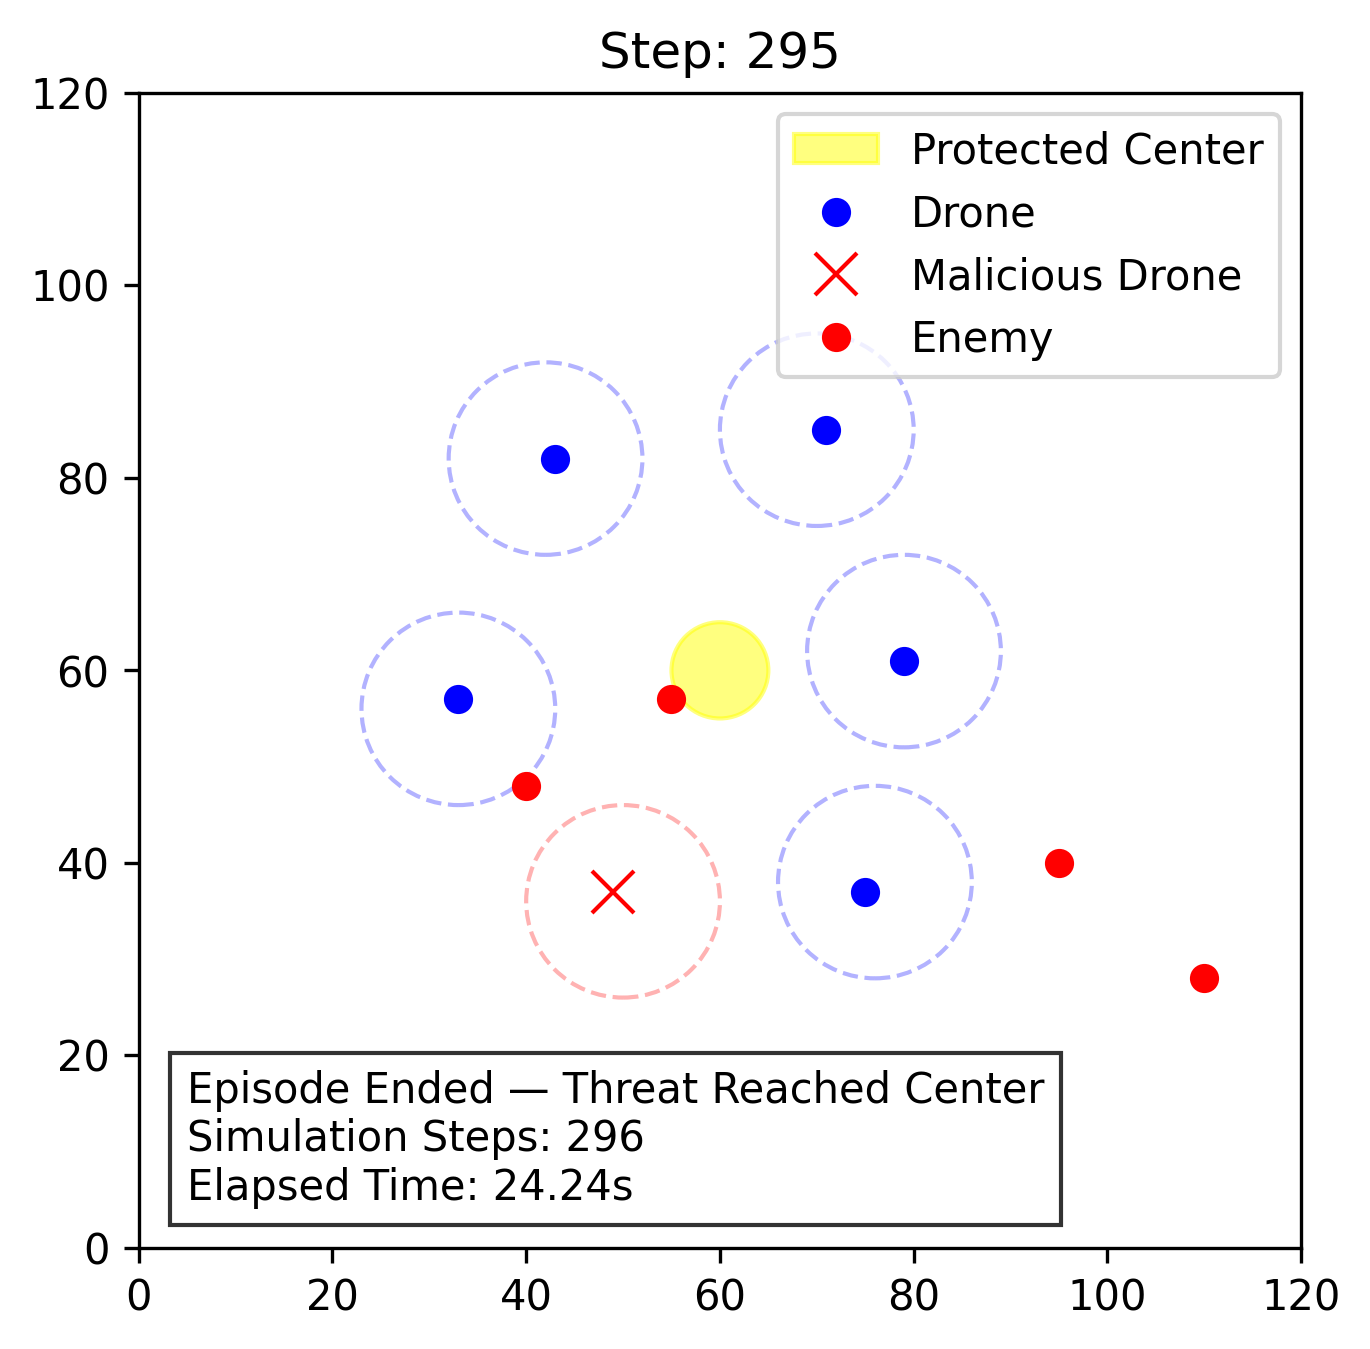 Step: 295
120
100
80
60
40
20
0
0 20 40 60 80 100 120
Protected Center
Drone
Malicious Drone
Enemy
Episode Ended — Threat Reached Center
Simulation Steps: 296
Elapsed Time: 24.24s